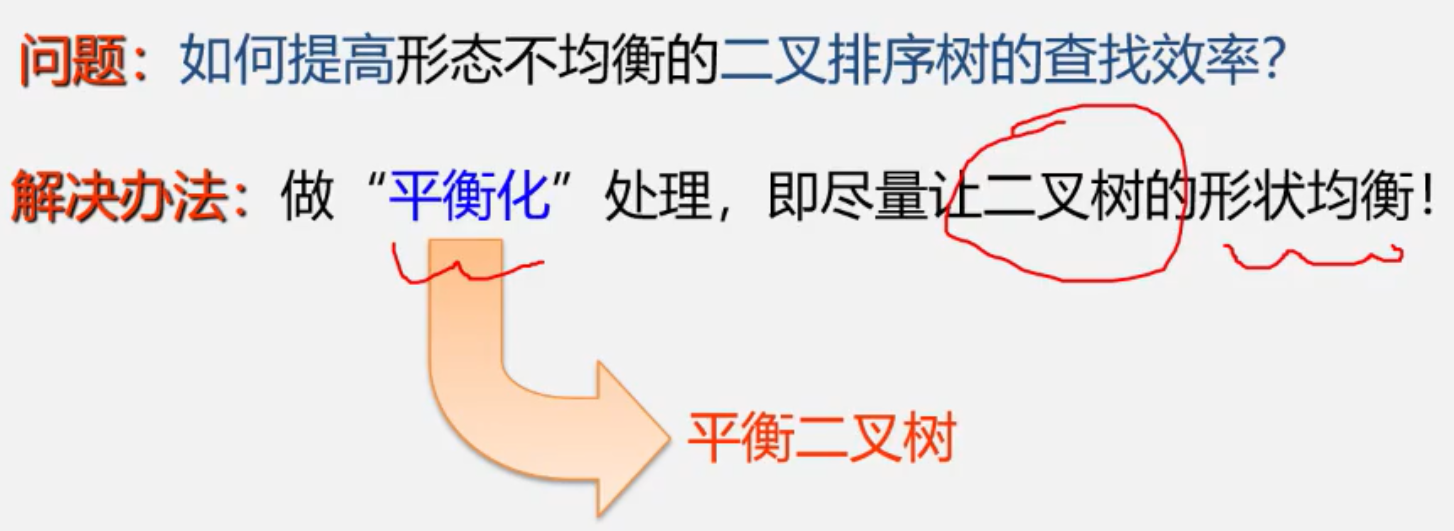 问题：如何提高形态不均衡的二叉排序树的查找效率?
解决办法：做“平衡化”处理，即尽量让二叉树的形状均衡!
平衡二叉树